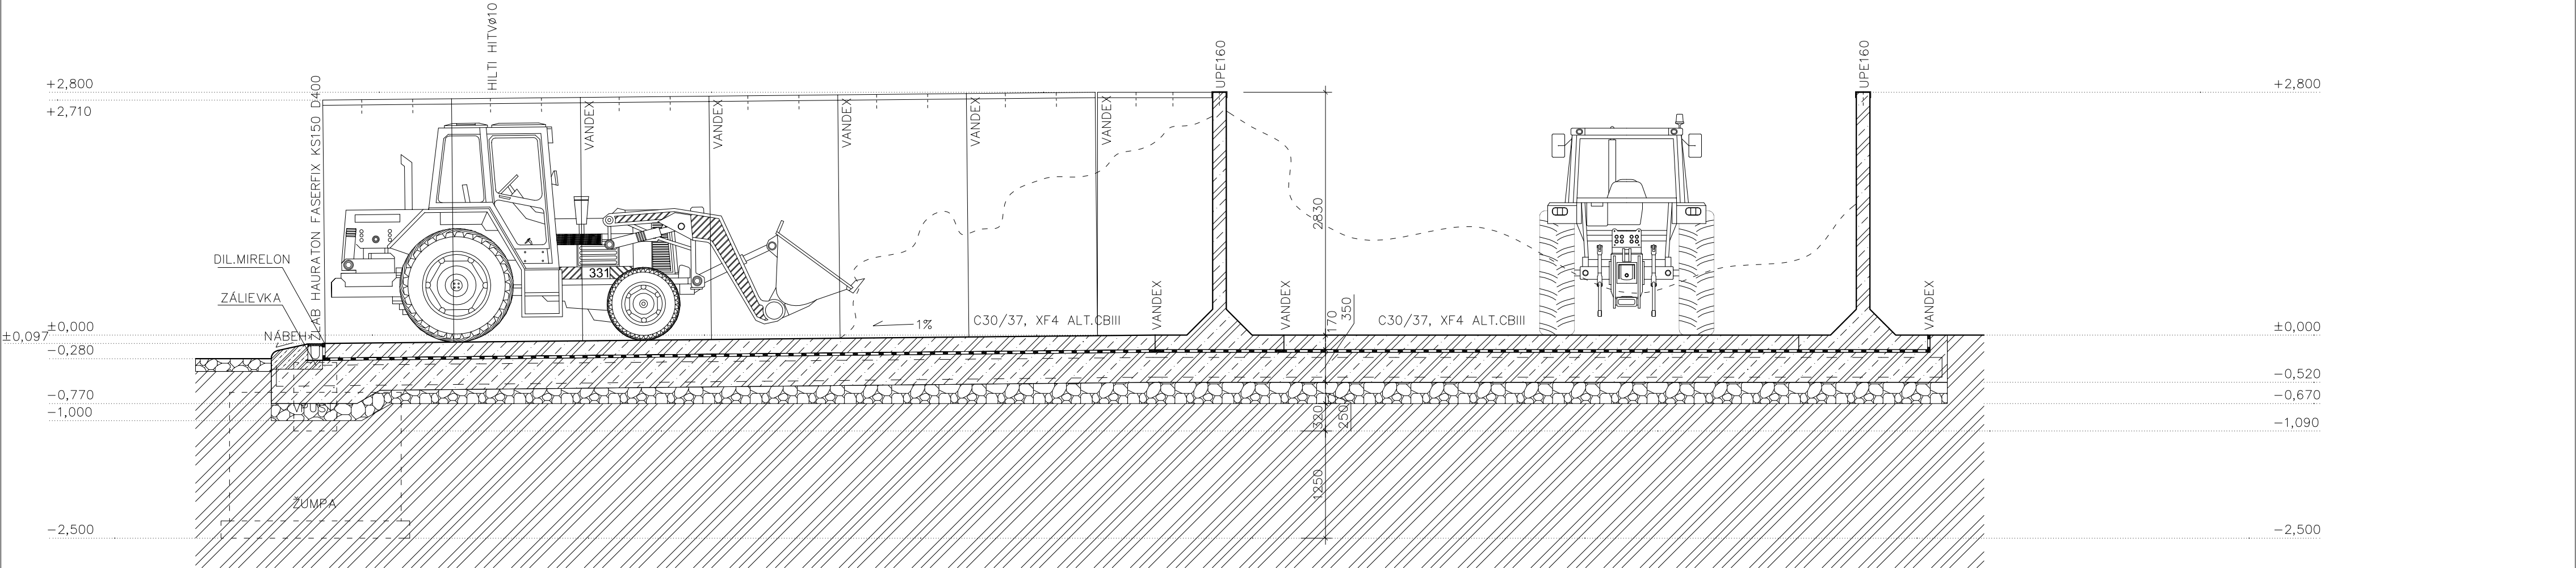 HILTI HITVø10
+2,800
+2,710
ŽLAB HAURATON FASERFIX KS150 D400
VANDEX
VANDEX
VANDEX
VANDEX
VANDEX
UPE160
UPE160
+2,800
2830
331
DIL.MIRELON
ZÁLIEVKA
NÁBEH
±0,000
±0,097
-0,280
-0,770
-1,000
-2,500
1%
C30/37, XF4 ALT.CBIII
VANDEX
VANDEX
170
350
C30/37, XF4 ALT.CBIII
VANDEX
±0,000
-0,520
-0,670
-1,090
-2,500
320
250
1250
VPUSŤ
ŽUMPA